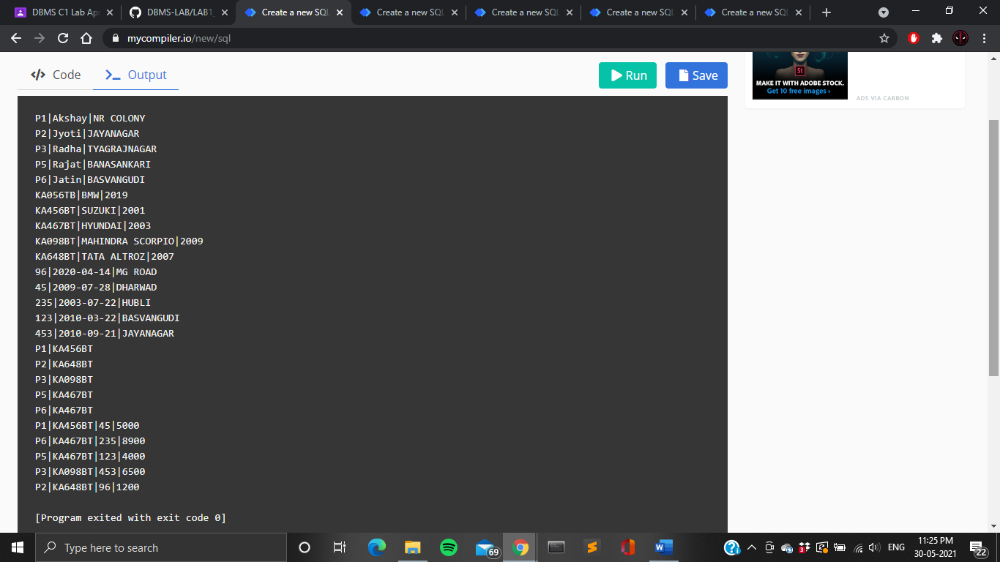 DBMS C1 Lab Ap
DBMS-LAB/LAB1
Create a new SQL
Create a new SQL
Create a new SQL
Create a new SQL
Create a new SQL
mycompiler.io/new/sql
Code
Output
Run
Save
St
MAKE IT WITH ADOBE STOCK.
Get 10 free images ›
ADS VIA CARBON
P1|Akshay|NR COLONY
P2|Jyoti|JAYANAGAR
P3|Radha|TYAGRAJNAGAR
P5|Rajat|BANASANKARI
P6|Jatin|BASVANGUDI
KA056TB|BMW|2019
KA456BT|SUZUKI|2001
KA467BT|HYUNDAI|2003
KA098BT|MAHINDRA SCORPIO|2009
KA648BT|TATA ALTROZ|2007
96|2020-04-14|MG ROAD
45|2009-07-28|DHARWAD
235|2003-07-22|HUBLI
123|2010-03-22|BASVANGUDI
453|2010-09-21|JAYANAGAR
P1|KA456BT
P2|KA648BT
P3|KA098BT
P5|KA467BT
P6|KA467BT
P1|KA456BT|45|5000
P6|KA467BT|235|8900
P5|KA467BT|123|4000
P3|KA098BT|453|6500
P2|KA648BT|96|1200
[Program exited with exit code 0]
Type here to search
69
3
ENG
11:25 PM
30-05-2021
22